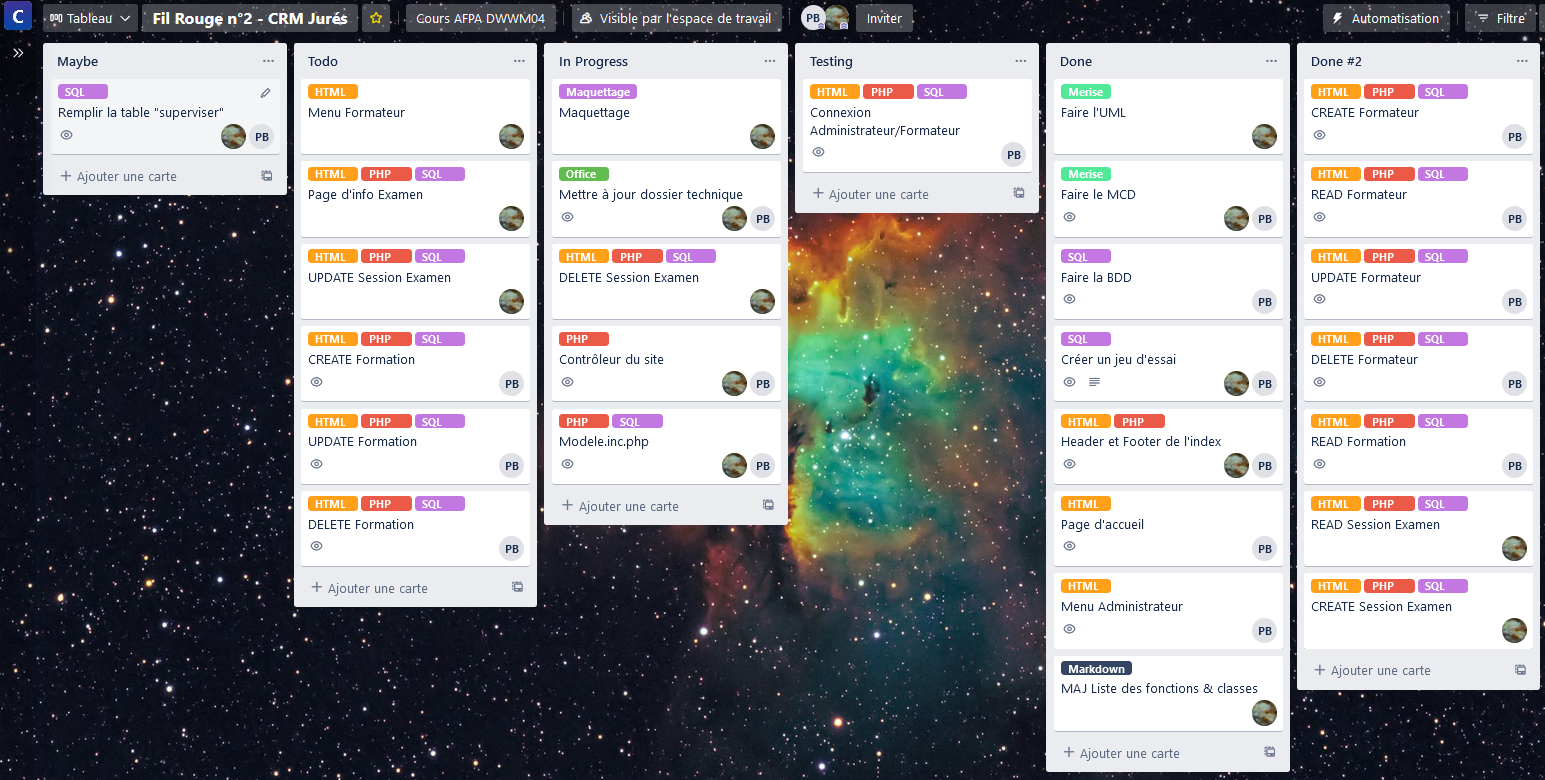 C
Tableau
Fil Rouge n°2 - CRM Jurés
Cours AFPA DWWM04
Visible par l'espace de travail
PB
Inviter
Automatisation
Filtre
Maybe
SQL
Remplir la table "superviser"
PB
Ajouter une carte
Todo
HTML
Menu Formateur
HTML PHP SQL
Page d'info Examen
HTML PHP SQL
UPDATE Session Examen
HTML PHP SQL
CREATE Formation
PB
HTML PHP SQL
UPDATE Formation
PB
HTML PHP SQL
DELETE Formation
PB
Ajouter une carte
In Progress
Maquettage
Maquettage
Office
Mettre à jour dossier technique
PB
HTML PHP SQL
DELETE Session Examen
PHP
Contrôleur du site
PB
PHP SQL
Modele.inc.php
PB
Ajouter une carte
Testing
HTML PHP SQL
Connexion
Administrateur/Formateur
PB
Ajouter une carte
Done
Merise
Faire l'UML
Merise
Faire le MCD
PB
SQL
Faire la BDD
PB
SQL
Créer un jeu d'essai
PB
HTML PHP
Header et Footer de l'index
PB
HTML
Page d'accueil
PB
HTML
Menu Administrateur
PB
Markdown
MAJ Liste des fonctions & classes
Ajouter une carte
Done #2
HTML PHP SQL
CREATE Formateur
PB
HTML PHP SQL
READ Formateur
PB
HTML PHP SQL
UPDATE Formateur
PB
HTML PHP SQL
DELETE Formateur
PB
HTML PHP SQL
READ Formation
PB
HTML PHP SQL
READ Session Examen
HTML PHP SQL
CREATE Session Examen
Ajouter une carte